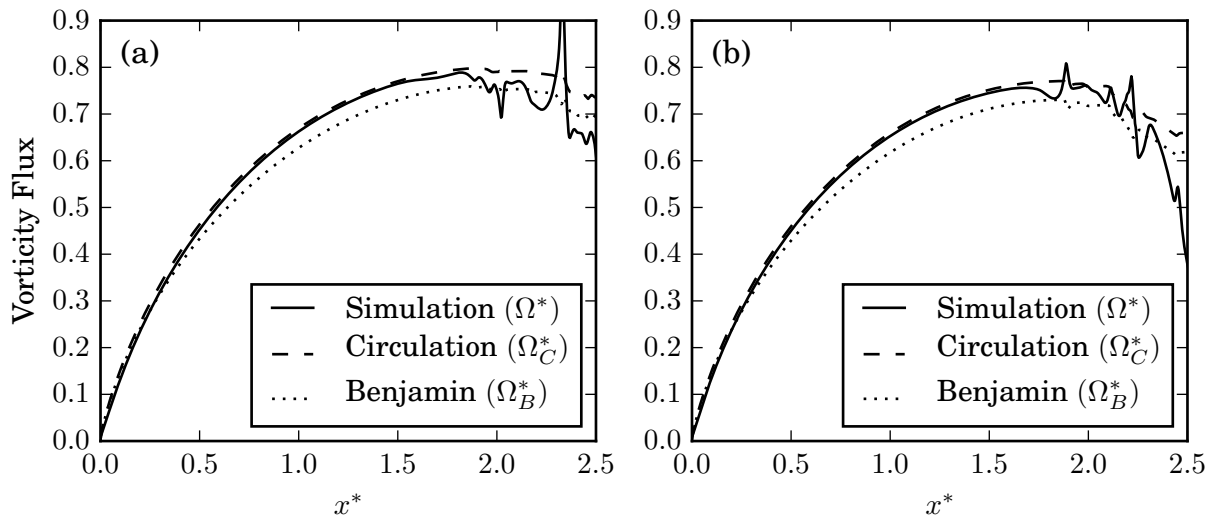 Vorticity Flux
(a)
0.9
0.8
0.7
0.6
0.5
0.4
0.3
0.2
0.1
0.0
Simulation (Ω*)
Circulation (Ω*_C)
Benjamin (Ω*_B)
0.0 0.5 1.0 1.5 2.0 2.5
x*
(b)
0.9
0.8
0.7
0.6
0.5
0.4
0.3
0.2
0.1
0.0
Simulation (Ω*)
Circulation (Ω*_C)
Benjamin (Ω*_B)
0.0 0.5 1.0 1.5 2.0 2.5
x*